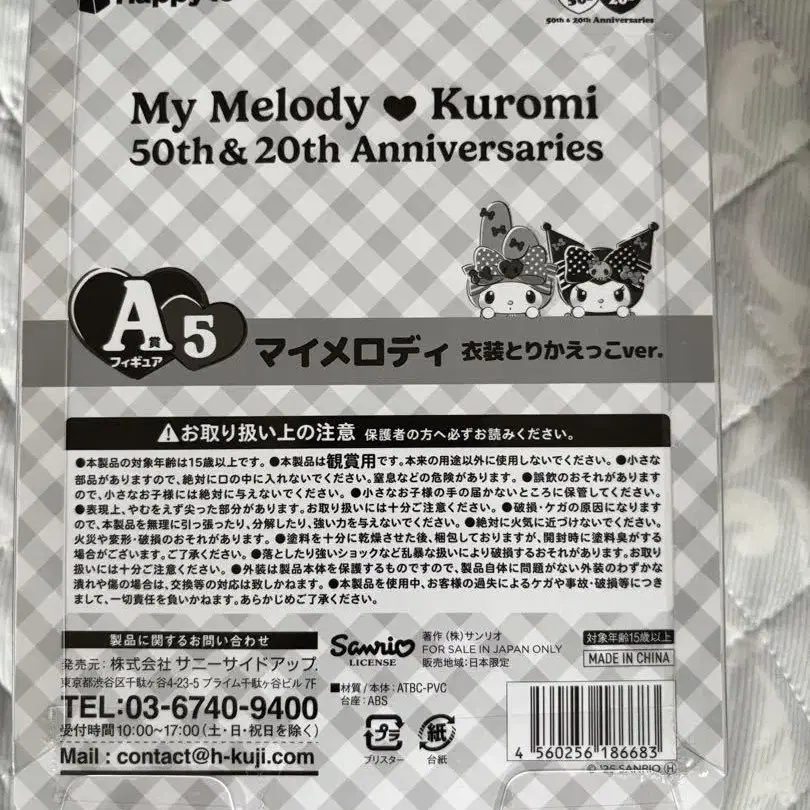 50th & 20th Anniversaries
My Melody ♥ Kuromi
50th & 20th Anniversaries
A賞
フィギュア
5
マイメロディ 衣装とりかえっこver.
⚠お取り扱い上の注意 保護者の方へ必ずお読みください。
●本製品の対象年齢は15歳以上です。●本製品は観賞用です。本来の用途以外に使用しないでください。●小さな
部品がありますので、絶対に口の中に入れないでください。窒息などの危険があります。●誤飲のおそれがあります
ので、小さなお子様には絶対に与えないでください。●小さなお子様の手の届かないところに保管してください。
●表現上、やむをえず尖った部分があります。お取り扱いには十分ご注意ください。●破損・ケガの原因になります
ので、本製品を無理に引っ張ったり、分解したり、強い力を与えないでください。●絶対に火気に近づけないでください。
火災や変形・破損のおそれがあります。●塗料を十分に乾燥させた後、梱包しておりますが、開封時に塗料臭がする
場合がございます。ご了承ください。●落としたり強いショックなど乱暴な扱いにより破損するおそれがあります。お取り
扱いには十分ご注意ください。●外装は製品本体を保護するものですので、製品自体に問題がない外装のわずかな
潰れや傷の場合は、交換等の対応は致しかねます。●本製品を使用中、お客様の過失によるケガや事故・破損等につき
まして、一切責任を負いかねます。あらかじめご了承ください。
製品に関するお問い合わせ
発売元：株式会社 サニーサイドアップ
東京都渋谷区千駄ヶ谷4-23-5 プライム千駄ヶ谷ビル 7F
TEL:03-6740-9400
受付時間10:00~17:00(土・日・祝日を除く)
Mail : contact@h-kuji.com
Sanrio
LICENSE
著作(株)サンリオ
FOR SALE IN JAPAN ONLY
販売地域:日本限定
■材質/本体:ATBC-PVC
台座:ABS
プラ
ブリスター
紙
台紙
対象年齢15歳以上
MADE IN CHINA
4 560256 186683
© '25 SANRIO Ⓗ